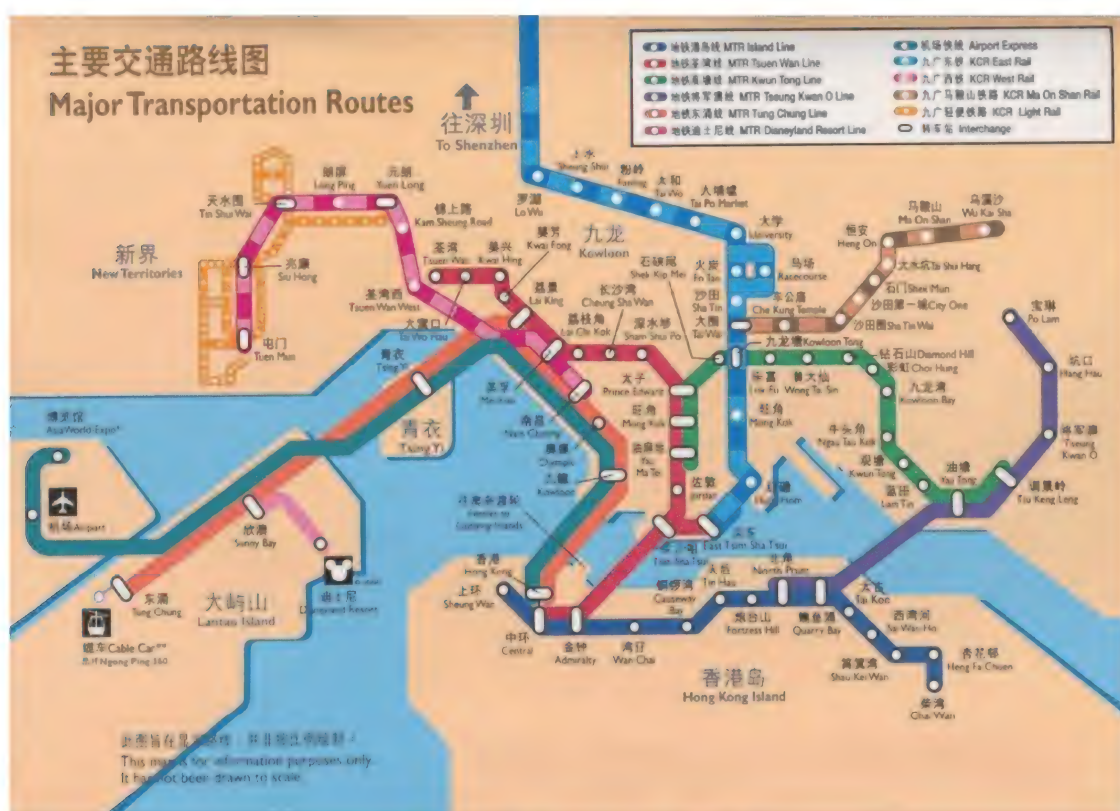 主要交通路线图
Major Transportation Routes
往深圳
To Shenzhen
地铁港岛线 MTR Island Line
地铁荃湾线 MTR Tsuen Wan Line
地铁观塘线 MTR Kwun Tong Line
地铁将军澳线 MTR Tseung Kwan O Line
地铁东涌线 MTR Tung Chung Line
地铁迪士尼线 MTR Disneyland Resort Line
机场快线 Airport Express
九广东铁 KCR East Rail
九广西铁 KCR West Rail
九广马鞍山铁路 KCR Ma On Shan Rail
九广轻便铁路 KCR Light Rail
转车站 Interchange
上水
Sheung Shui
粉岭
Fanling
太和
Tai Wo
大埔墟
Tai Po Market
罗湖
Lo Wu
大学
University
火炭
Fo Tan
马场
Racecourse
沙田
Sha Tin
大围
Tai Wai
车公庙
Che Kung Temple
沙田围 Sha Tin Wai
沙田第一城 City One
石门 Shek Mun
大水坑 Tai Shui Hang
恒安
Heng On
马鞍山
Ma On Shan
乌溪沙
Wu Kai Sha
天水围
Tin Shui Wai
朗屏
Long Ping
元朗
Yuen Long
锦上路
Kam Sheung Road
新界
New Territories
兆康
Siu Hong
屯门
Tuen Mun
荃湾西
Tsuen Wan West
荃湾
Tsuen Wan
葵兴
Kwai Hing
葵芳
Kwai Fong
大窝口
Tai Wo Hau
荔景
Lai King
九龙
Kowloon
荔枝角
Lai Chi Kok
长沙湾
Cheung Sha Wan
深水埗
Sham Shui Po
石硖尾
Shek Kip Mei
太子
Prince Edward
九龙塘 Kowloon Tong
乐富
Lok Fu
黄大仙
Wong Tai Sin
钻石山 Diamond Hill
彩虹 Choi Hung
九龙湾
Kowloon Bay
牛头角
Ngau Tau Kok
观塘
Kwun Tong
蓝田
Lam Tin
油塘
Yau Tong
调景岭
Tiu Keng Leng
将军澳
Tseung Kwan O
坑口
Hang Hau
宝琳
Po Lam
青衣
Tsing Yi
青衣
Tsing Yi
美孚
Mei Foo
南昌
Nam Cheong
奥运
Olympic
九龙
Kowloon
旺角
Mong Kok
油麻地
Yau Ma Tei
佐敦
Jordan
旺角
Mong Kok
红磡
Hung Hom
尖东
East Tsim Sha Tsui
尖沙咀
Tsim Sha Tsui
博览馆
AsiaWorld Expo*
机场 Airport
欣澳
Sunny Bay
迪士尼
Disneyland Resort
东涌
Tung Chung
大屿山
Lantau Island
缆车 Cable Car**
Ngong Ping 360
Ferries to
Outlying Islands
香港
Hong Kong
上环
Sheung Wan
中环
Central
金钟
Admiralty
湾仔
Wan Chai
铜锣湾
Causeway Bay
天后
Tin Hau
炮台山
Fortress Hill
北角
North Point
鲗鱼涌
Quarry Bay
太古
Tai Koo
西湾河
Sai Wan Ho
筲箕湾
Shau Kei Wan
杏花邨
Heng Fa Chuen
柴湾
Chai Wan
香港岛
Hong Kong Island
This map is for information purposes only.
It has not been drawn to scale.